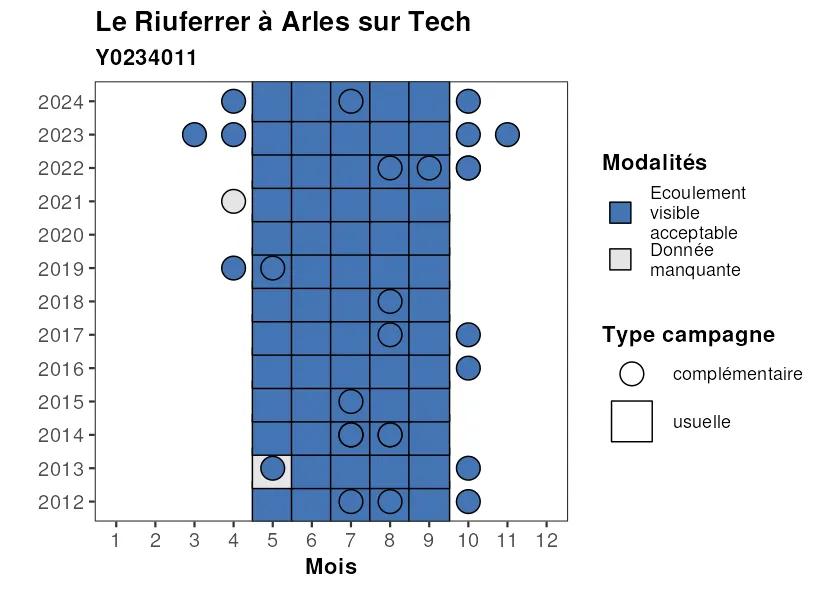 Le Riuferrer à Arles sur Tech
Y0234011
2024
2023
2022
2021
2020
2019
2018
2017
2016
2015
2014
2013
2012
1 2 3 4 5 6 7 8 9 10 11 12
Mois
Modalités
Ecoulement
visible
acceptable
Donnée
manquante
Type campagne
complémentaire
usuelle